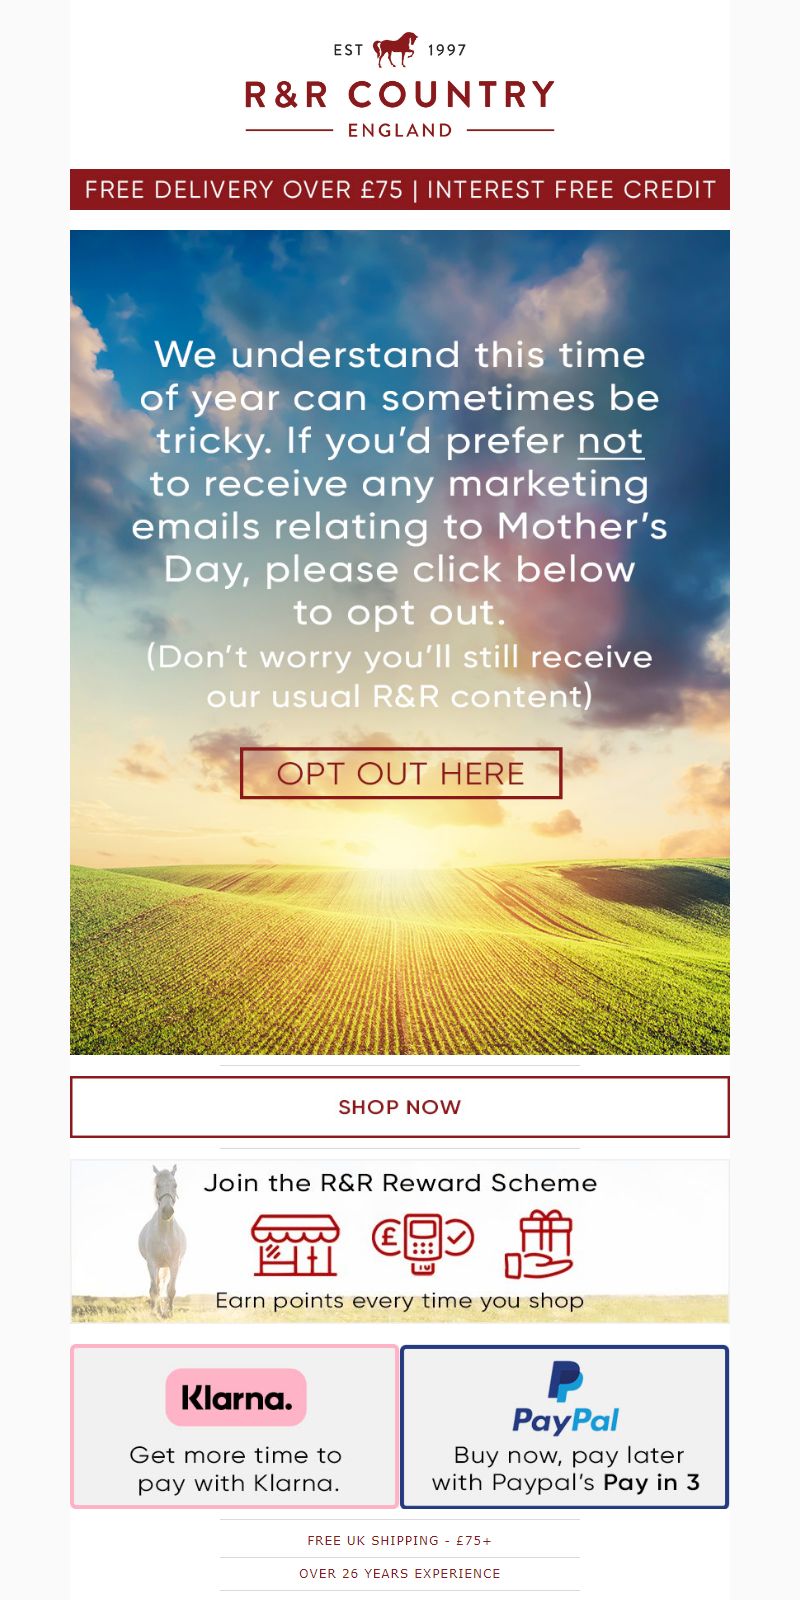 EST 1997
R&R COUNTRY
ENGLAND
FREE DELIVERY OVER £75 | INTEREST FREE CREDIT
We understand this time
of year can sometimes be
tricky. If you’d prefer not
to receive any marketing
emails relating to Mother’s
Day, please click below
to opt out.
(Don’t worry you’ll still receive
our usual R&R content)
OPT OUT HERE
SHOP NOW
Join the R&R Reward Scheme
£
Earn points every time you shop
Klarna.
Get more time to
pay with Klarna.
PayPal
Buy now, pay later
with Paypal’s Pay in 3
FREE UK SHIPPING - £75+
OVER 26 YEARS EXPERIENCE